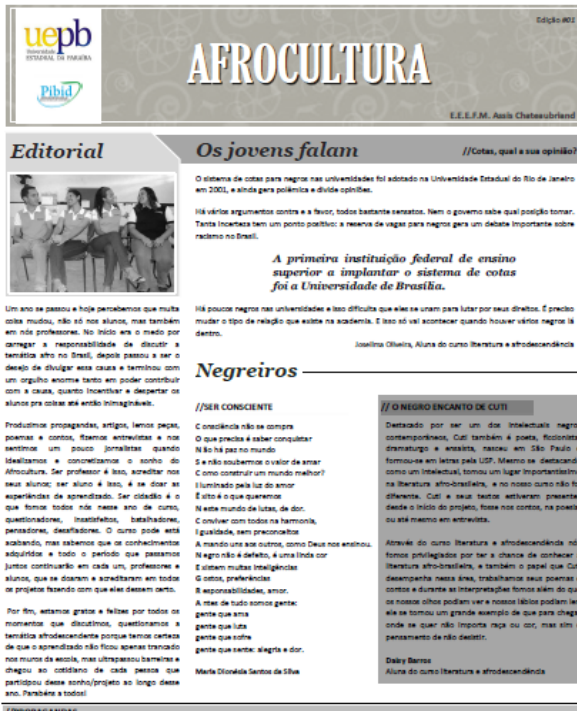 uepb
Universidade
ESTADUAL DA PARAÍBA
Pibid
Edição #01
AFROCULTURA
E.E.E.F.M. Assis Chateaubriand
Editorial
Um ano se passou e hoje percebemos que muita
coisa mudou, não só nos alunos, mas também
em nós professores. No início era o medo por
carregar a responsabilidade de discutir a
temática afro no Brasil, depois passou a ser o
desejo de divulgar essa causa e terminou com
um orgulho enorme tanto em poder contribuir
com a causa, quanto incentivar e despertar os
alunos pra coisas até então inimagináveis.
Produzimos propagandas, artigos, lemos peças,
poemas e contos, fizemos entrevistas e nos
sentimos um pouco jornalistas quando
idealizamos e concretizamos o sonho do
Afrocultura. Ser professor é isso, acreditar nos
seus alunos; ser aluno é isso, é se doar as
experiências de aprendizado. Ser cidadão é o
que fomos todos nós nesse ano de curso,
questionadores, insatisfeitos, batalhadores,
pensadores, desafiadores. O curso pode está
acabando, mas sabemos que os conhecimentos
adquiridos e todo o período que passamos
juntos continuarão em cada um, professores e
alunos, que se doaram e acreditaram em todos
os projetos fazendo com que eles dessem certo.
Por fim, estamos gratos e felizes por todos os
momentos que discutimos, questionamos a
temática afrodescendente porque temos certeza
de que o aprendizado não ficou apenas trancado
nos muros da escola, mas ultrapassou barreiras e
chegou ao cotidiano de cada pessoa que
participou desse sonho/projeto ao longo desse
ano. Parabéns a todos!
Os jovens falam
//Cotas, qual a sua opinião?
O sistema de cotas para negros nas universidades foi adotado na Universidade Estadual do Rio de Janeiro
em 2001, e ainda gera polêmica e divide opiniões.
Há vários argumentos contra e a favor, todos bastante sensatos. Nem o governo sabe qual posição tomar.
Tanta incerteza tem um ponto positivo: a reserva de vagas para negros gera um debate importante sobre
racismo no Brasil.
A primeira instituição federal de ensino
superior a implantar o sistema de cotas
foi a Universidade de Brasília.
Há poucos negros nas universidades e isso dificulta que eles se unam para lutar por seus direitos. É preciso
mudar o tipo de relação que existe na academia. E isso só vai acontecer quando houver vários negros lá
dentro.
Joselina Oliveira, Aluna do curso literatura e afrodescendência
Negreiros
//SER CONSCIENTE
Consciência não se compra
O que precisa é saber conquistar
Não há paz no mundo
Se não soubermos o valor de amar
Como construir um mundo melhor?
Iluminado pela luz do amor
Êxito é o que queremos
Neste mundo de lutas, de dor.
Conviver com todos na harmonia,
Igualdade, sem preconceitos
Amando uns aos outros, como Deus nos ensinou.
Negro não é defeito, é uma linda cor
Existem muitas inteligências
Gostos, preferências
Responsabilidades, amor.
Antes de tudo somos gente:
gente que ama
gente que luta
gente que sofre
gente que sente: alegria e dor.
Maria Dionésia Santos da Silva
// O NEGRO ENCANTO DE CUTI
Destacado por ser um dos intelectuais negros
contemporâneos, Cuti também é poeta, ficcionista,
dramaturgo e ensaista, nasceu em São Paulo e
formou-se em letras pela USP. Mesmo se destacando
como um intelectual, tomou um lugar importantíssimo
na literatura afro-brasileira, e no nosso curso não foi
diferente. Cuti e seus textos estiveram presentes
desde o início do projeto, fosse nos contos, na poesia
ou até mesmo em entrevista.
Através do curso literatura e afrodescendência nós
fomos privilegiados por ter a chance de conhecer a
literatura afro-brasileira, e também o papel que Cuti
desempenha nessa área, trabalhamos seus poemas e
contos e durante as interpretações fomos além do que
os nossos olhos podiam ver e nossos lábios podiam ler,
ele se tornou um grande exemplo de que para chegar
onde se quer não importa raça ou cor, mas sim o
pensamento de não desistir.
Daisy Barros
Aluna do curso literatura e afrodescendência